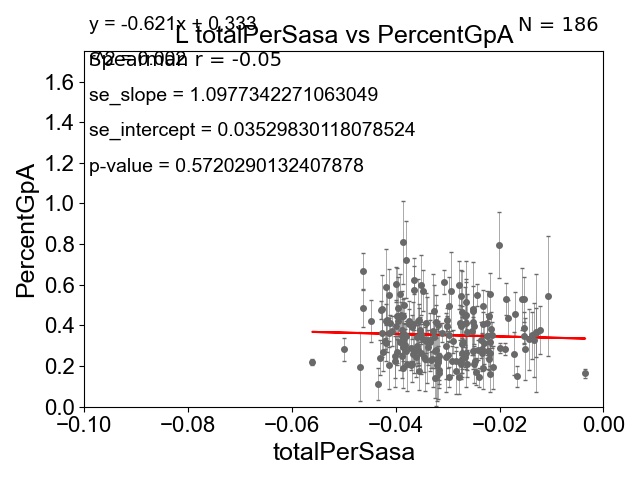 y = -0.621x + 0.333
N = 186
L totalPerSasa vs PercentGpA
Spearman r = -0.05
se_slope = 1.0977342271063049
se_intercept = 0.03529830118078524
p-value = 0.5720290132407878
1.6
1.4
1.2
1.0
0.8
0.6
0.4
0.2
0.0
PercentGpA
−0.10
−0.08
−0.06
−0.04
−0.02
0.00
totalPerSasa